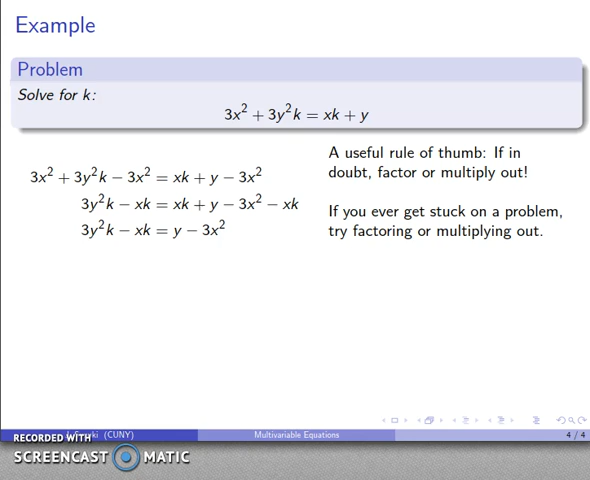 Example
Problem
Solve for k:
3x² + 3y²k = xk + y
3x² + 3y²k − 3x² = xk + y − 3x²
3y²k − xk = xk + y − 3x² − xk
3y²k − xk = y − 3x²
A useful rule of thumb: If in
doubt, factor or multiply out!
If you ever get stuck on a problem,
try factoring or multiplying out.
(CUNY)
Multivariable Equations
4 / 4
RECORDED WITH
SCREENCAST MATIC